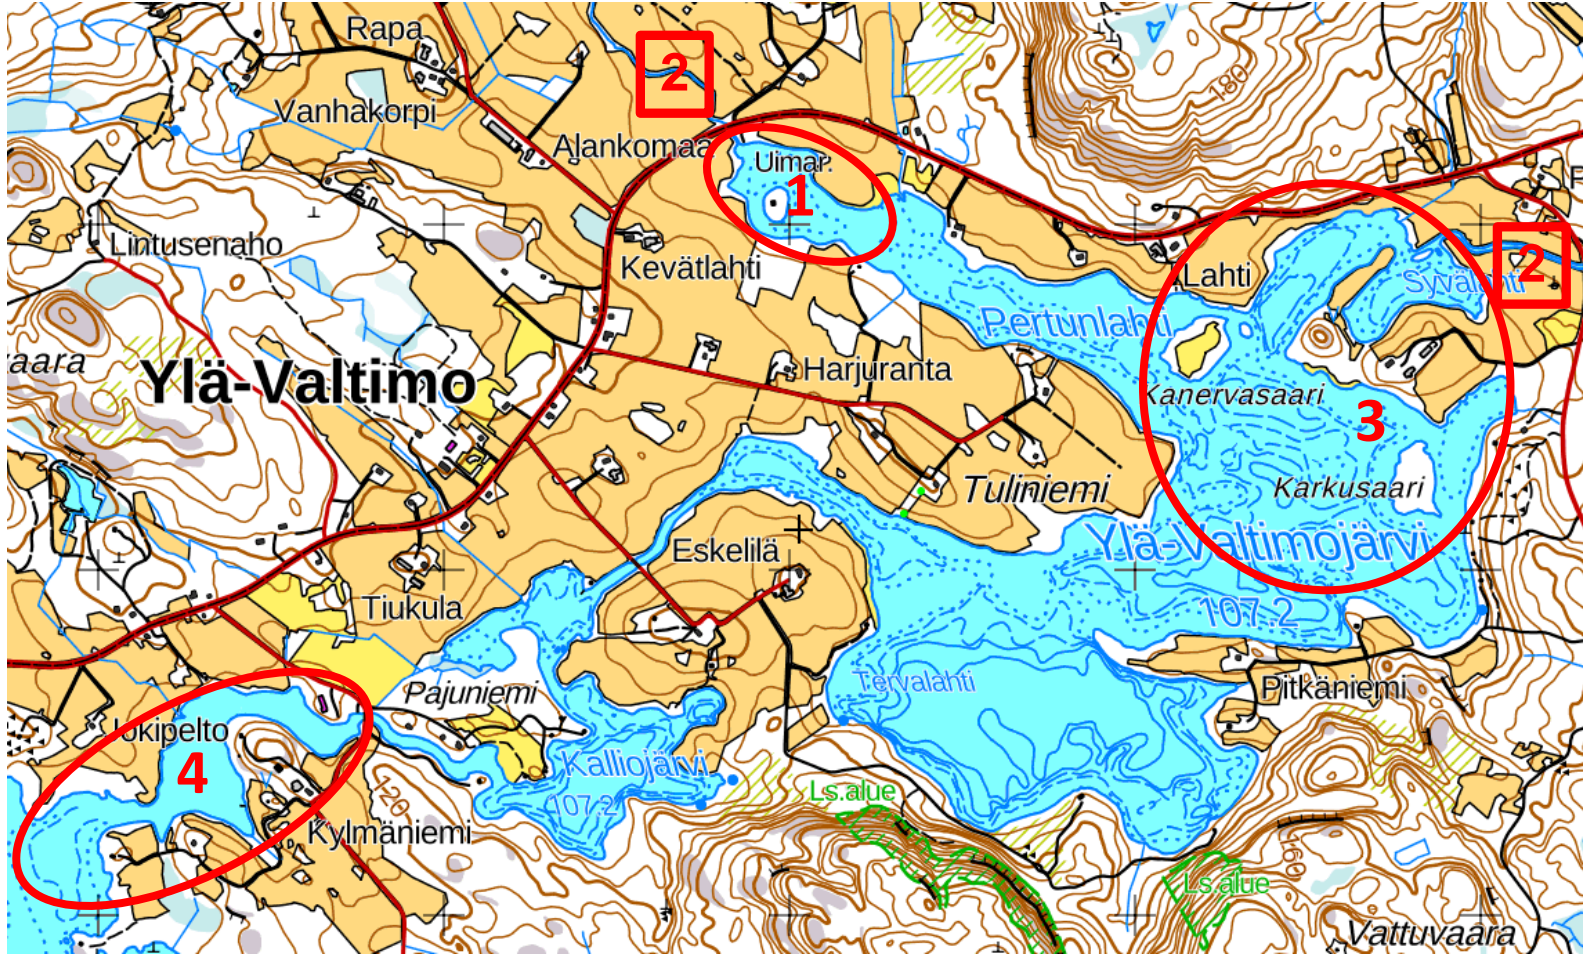 Rapa
2
Vanhakorpi
180
Alankomaa
Uimar.
1
Lintusenaho
Kevätlahti
Lahti
2
Syvälahti
Pertunlahti
aara
Ylä-Valtimo
Harjuranta
Kanervasaari
3
Tuliniemi
Karkusaari
Eskelilä
Ylä-Valtimojärvi
Tiukula
107.2
Pajuniemi
Tervalahti
Pitkäniemi
Jokipelto
4
Kalliojärvi
107.2
120
Ls.alue
Kylmäniemi
160
Ls.alue
Vattuvaara